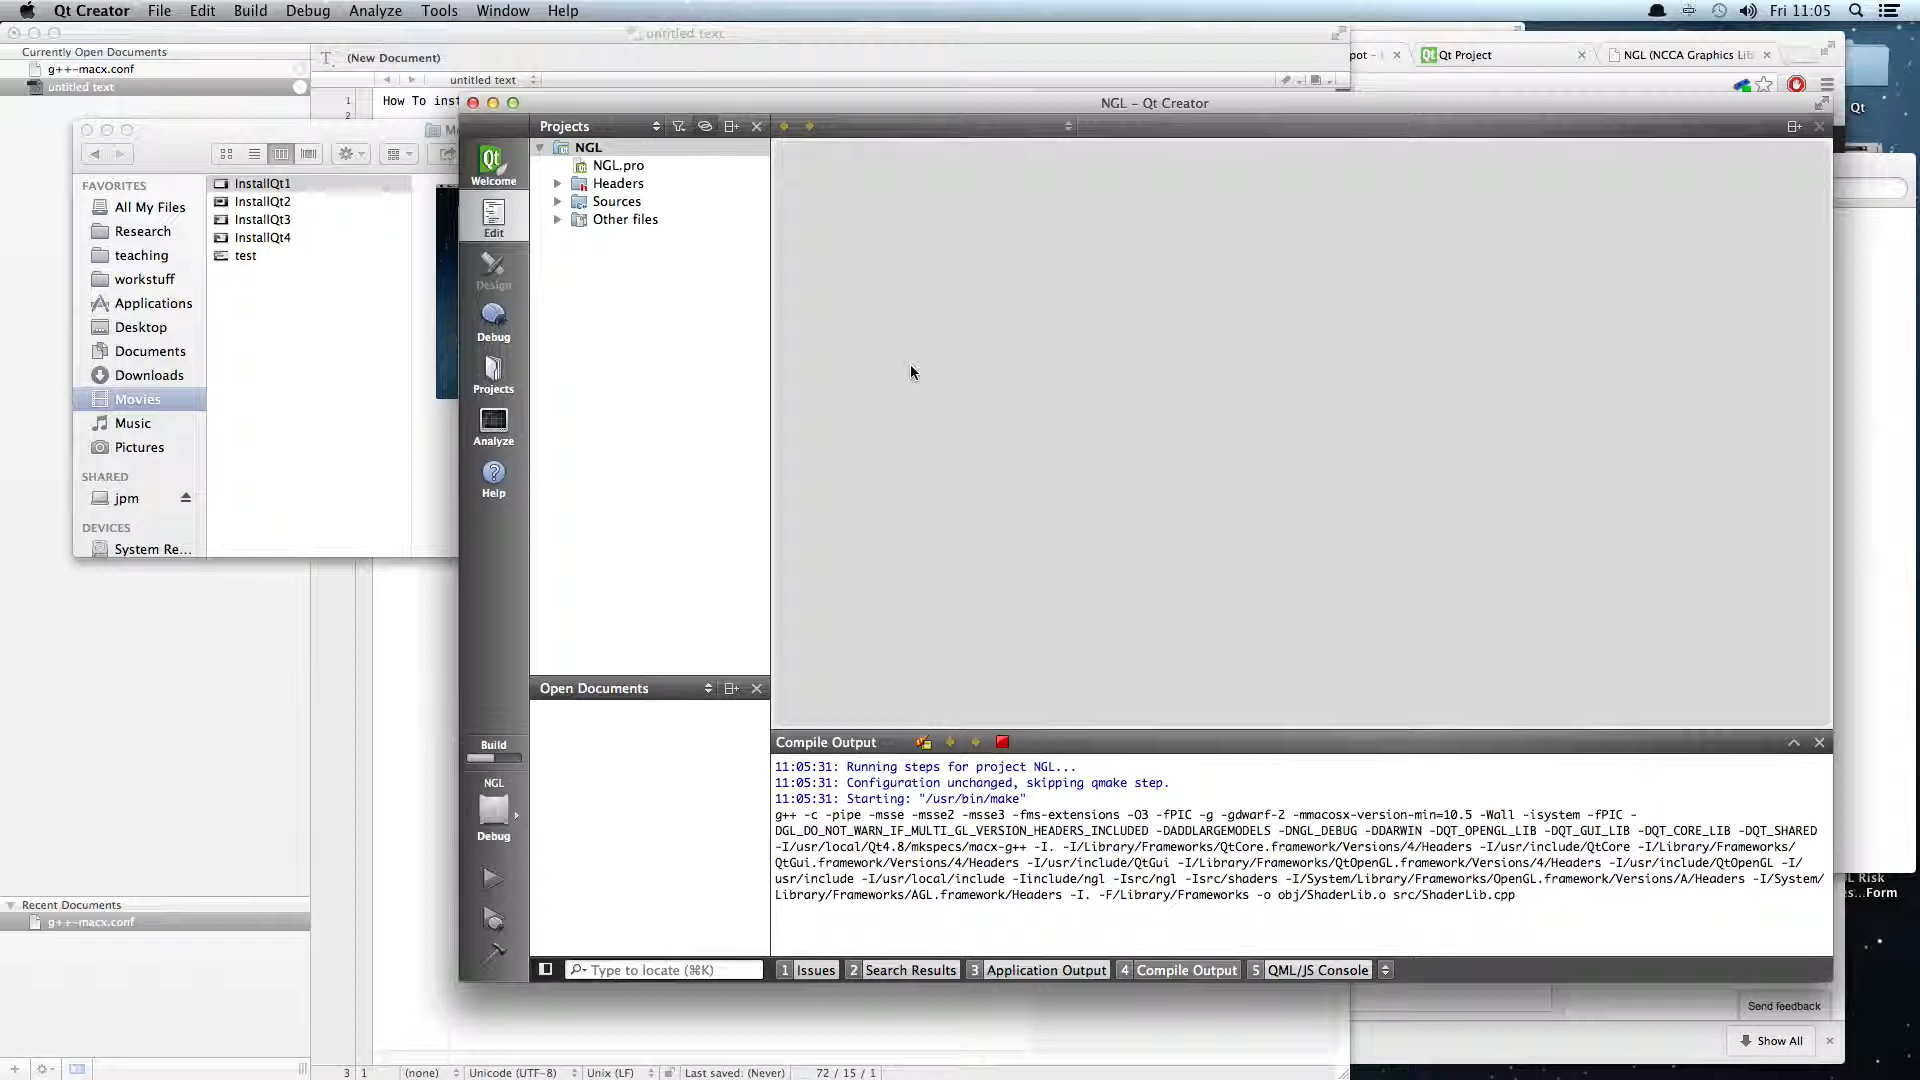 Qt Creator File Edit Build Debug Analyze Tools Window Help Fri 11:05
untitled text
Currently Open Documents
g++-macx.conf
untitled text
(New Document)
untitled text
1 How To inst
2
pot -
Qt Project
NGL (NCCA Graphics Lib
Qt
FAVORITES
All My Files
Research
teaching
workstuff
Applications
Desktop
Documents
Downloads
Movies
Music
Pictures
SHARED
jpm
DEVICES
System Re...
InstallQt1
InstallQt2
InstallQt3
InstallQt4
test
NGL – Qt Creator
Projects
NGL
NGL.pro
Headers
Sources
Other files
Welcome
Edit
Design
Debug
Projects
Analyze
Help
Build
NGL
Debug
Open Documents
Type to locate (⌘K)
Compile Output
11:05:31: Running steps for project NGL...
11:05:31: Configuration unchanged, skipping qmake step.
11:05:31: Starting: "/usr/bin/make"
g++ -c -pipe -msse -msse2 -msse3 -fms-extensions -O3 -fPIC -g -gdwarf-2 -mmacosx-version-min=10.5 -Wall -isystem -fPIC -
DGL_DO_NOT_WARN_IF_MULTI_GL_VERSION_HEADERS_INCLUDED -DADDLARGEMODELS -DNGL_DEBUG -DDARWIN -DQT_OPENGL_LIB -DQT_GUI_LIB -DQT_CORE_LIB -DQT_SHARED
-I/usr/local/Qt4.8/mkspecs/macx-g++ -I. -I/Library/Frameworks/QtCore.framework/Versions/4/Headers -I/usr/include/QtCore -I/Library/Frameworks/
QtGui.framework/Versions/4/Headers -I/usr/include/QtGui -I/Library/Frameworks/QtOpenGL.framework/Versions/4/Headers -I/usr/include/QtOpenGL -I/
usr/include -I/usr/local/include -Iinclude/ngl -Isrc/ngl -Isrc/shaders -I/System/Library/Frameworks/OpenGL.framework/Versions/A/Headers -I/System/
Library/Frameworks/AGL.framework/Headers -I. -F/Library/Frameworks -o obj/ShaderLib.o src/ShaderLib.cpp
1 Issues 2 Search Results 3 Application Output 4 Compile Output 5 QML/JS Console
Recent Documents
g++-macx.conf
L Risk
s...Form
Send feedback
Show All
3 1 (none) Unicode (UTF-8) Unix (LF) Last saved: (Never) 72 / 15 / 1